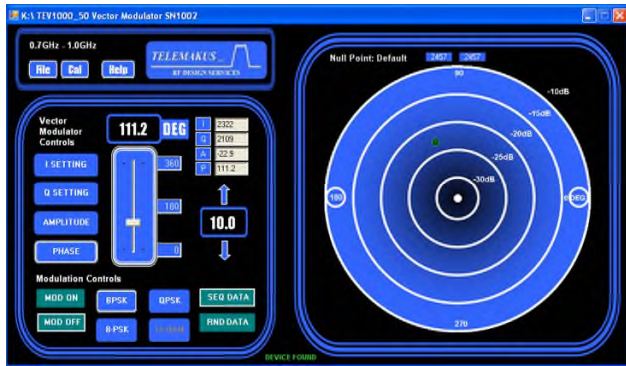 K:\ TEV1000_50 Vector Modulator SN1002
0.7GHz - 1.0GHz
File Cal Help
TELEMAKUS
RF DESIGN SERVICES
Vector
Modulator
Controls
111.2 DEG
I 2322
Q 2109
A -22.9
P 111.2
I SETTING
Q SETTING
AMPLITUDE
PHASE
360
180
0
10.0
Modulation Controls
MOD ON BPSK QPSK SEQ DATA
MOD OFF 8-PSK RND DATA
Null Point: Default 2457 2457
90
-10dB
-15dB
-20dB
-25dB
-30dB
180
DEG
270
DEVICE FOUND